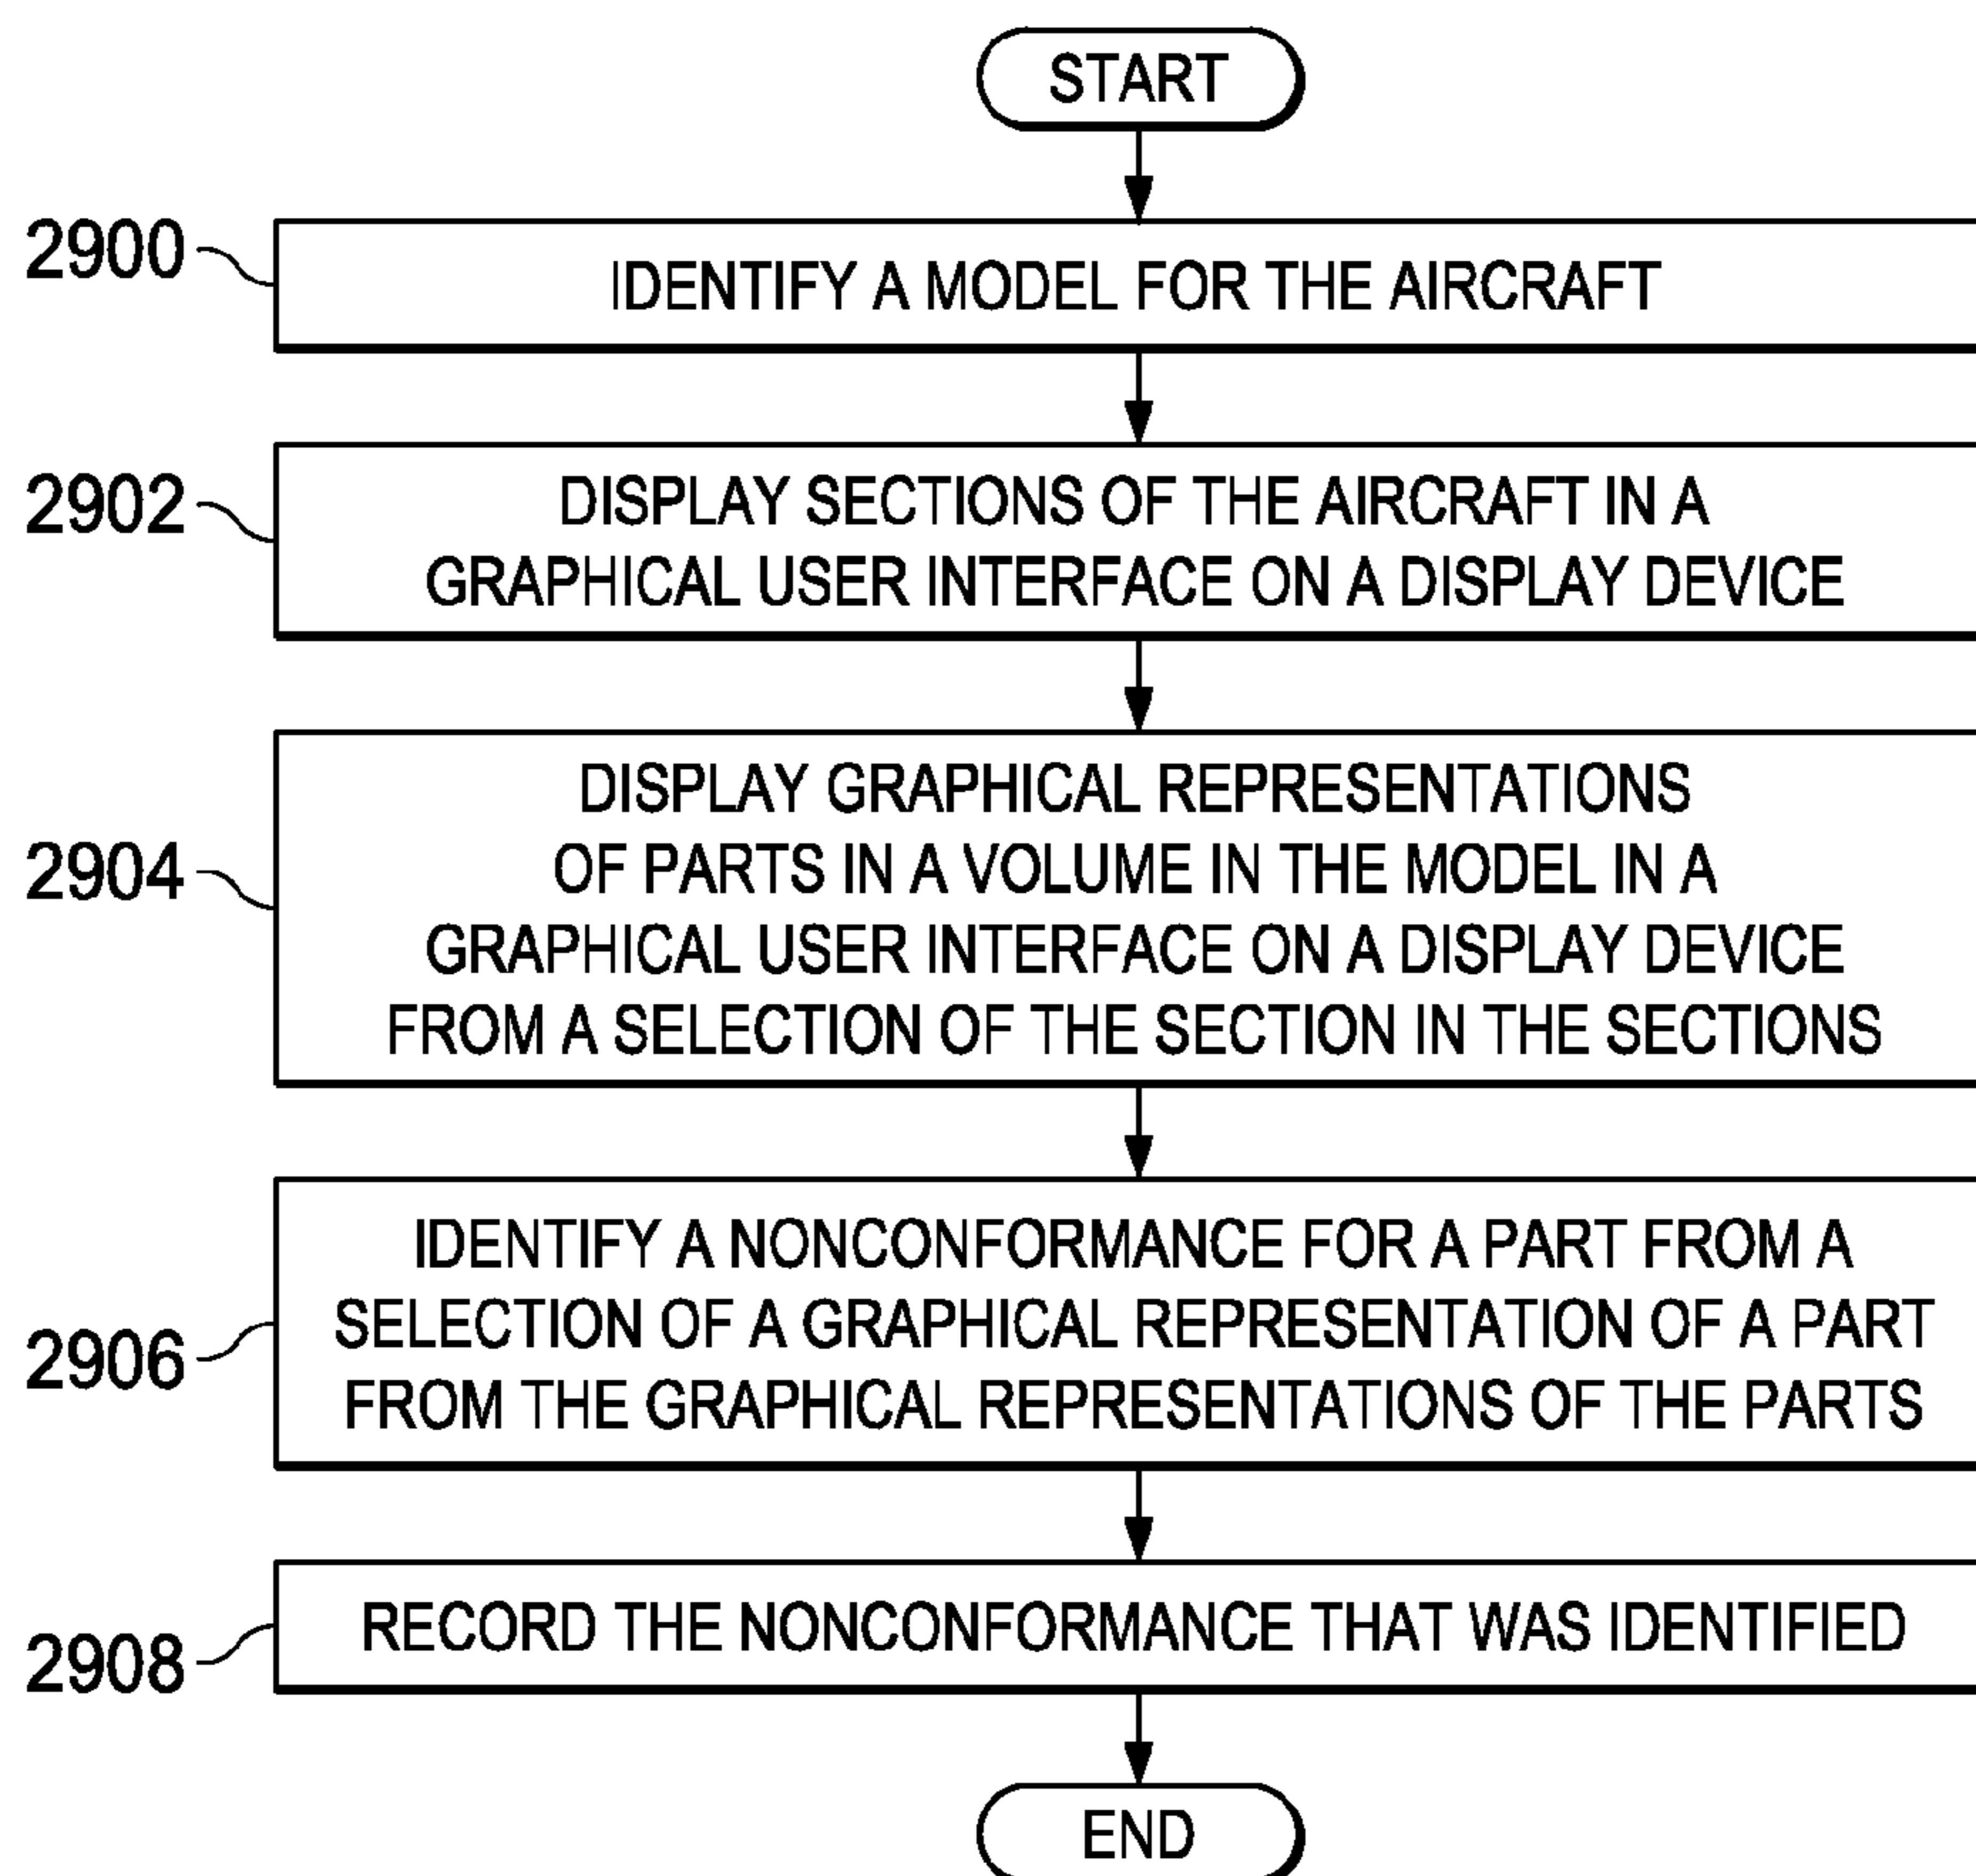 START
2900
IDENTIFY A MODEL FOR THE AIRCRAFT
2902
DISPLAY SECTIONS OF THE AIRCRAFT IN A
GRAPHICAL USER INTERFACE ON A DISPLAY DEVICE
2904
DISPLAY GRAPHICAL REPRESENTATIONS
OF PARTS IN A VOLUME IN THE MODEL IN A
GRAPHICAL USER INTERFACE ON A DISPLAY DEVICE
FROM A SELECTION OF THE SECTION IN THE SECTIONS
2906
IDENTIFY A NONCONFORMANCE FOR A PART FROM A
SELECTION OF A GRAPHICAL REPRESENTATION OF A PART
FROM THE GRAPHICAL REPRESENTATIONS OF THE PARTS
2908
RECORD THE NONCONFORMANCE THAT WAS IDENTIFIED
END